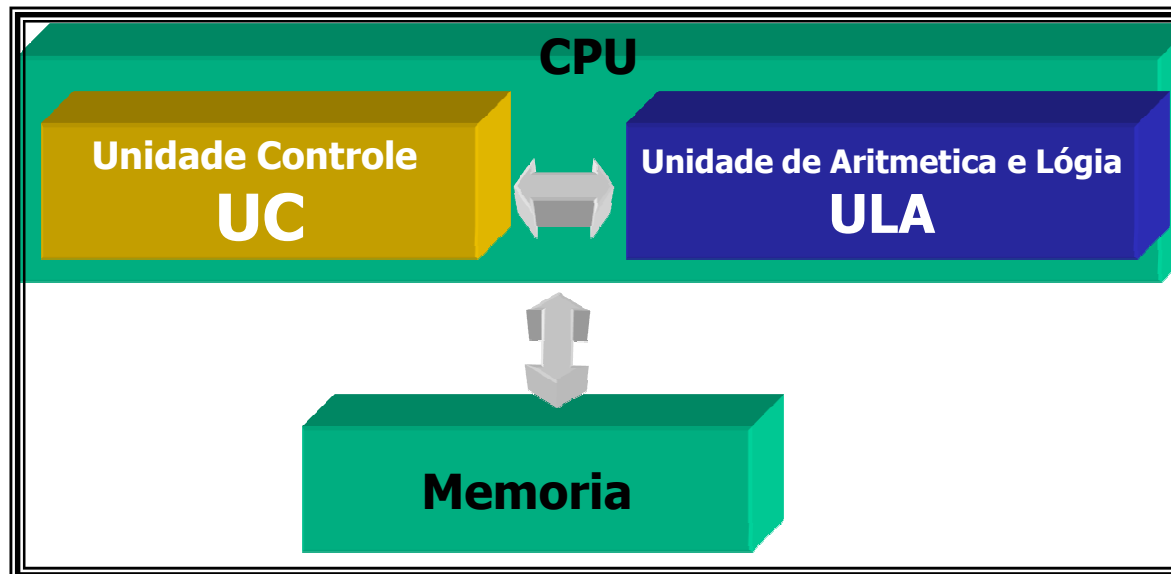 CPU
Unidade Controle
UC
Unidade de Aritmetica e Lógia
ULA
Memoria